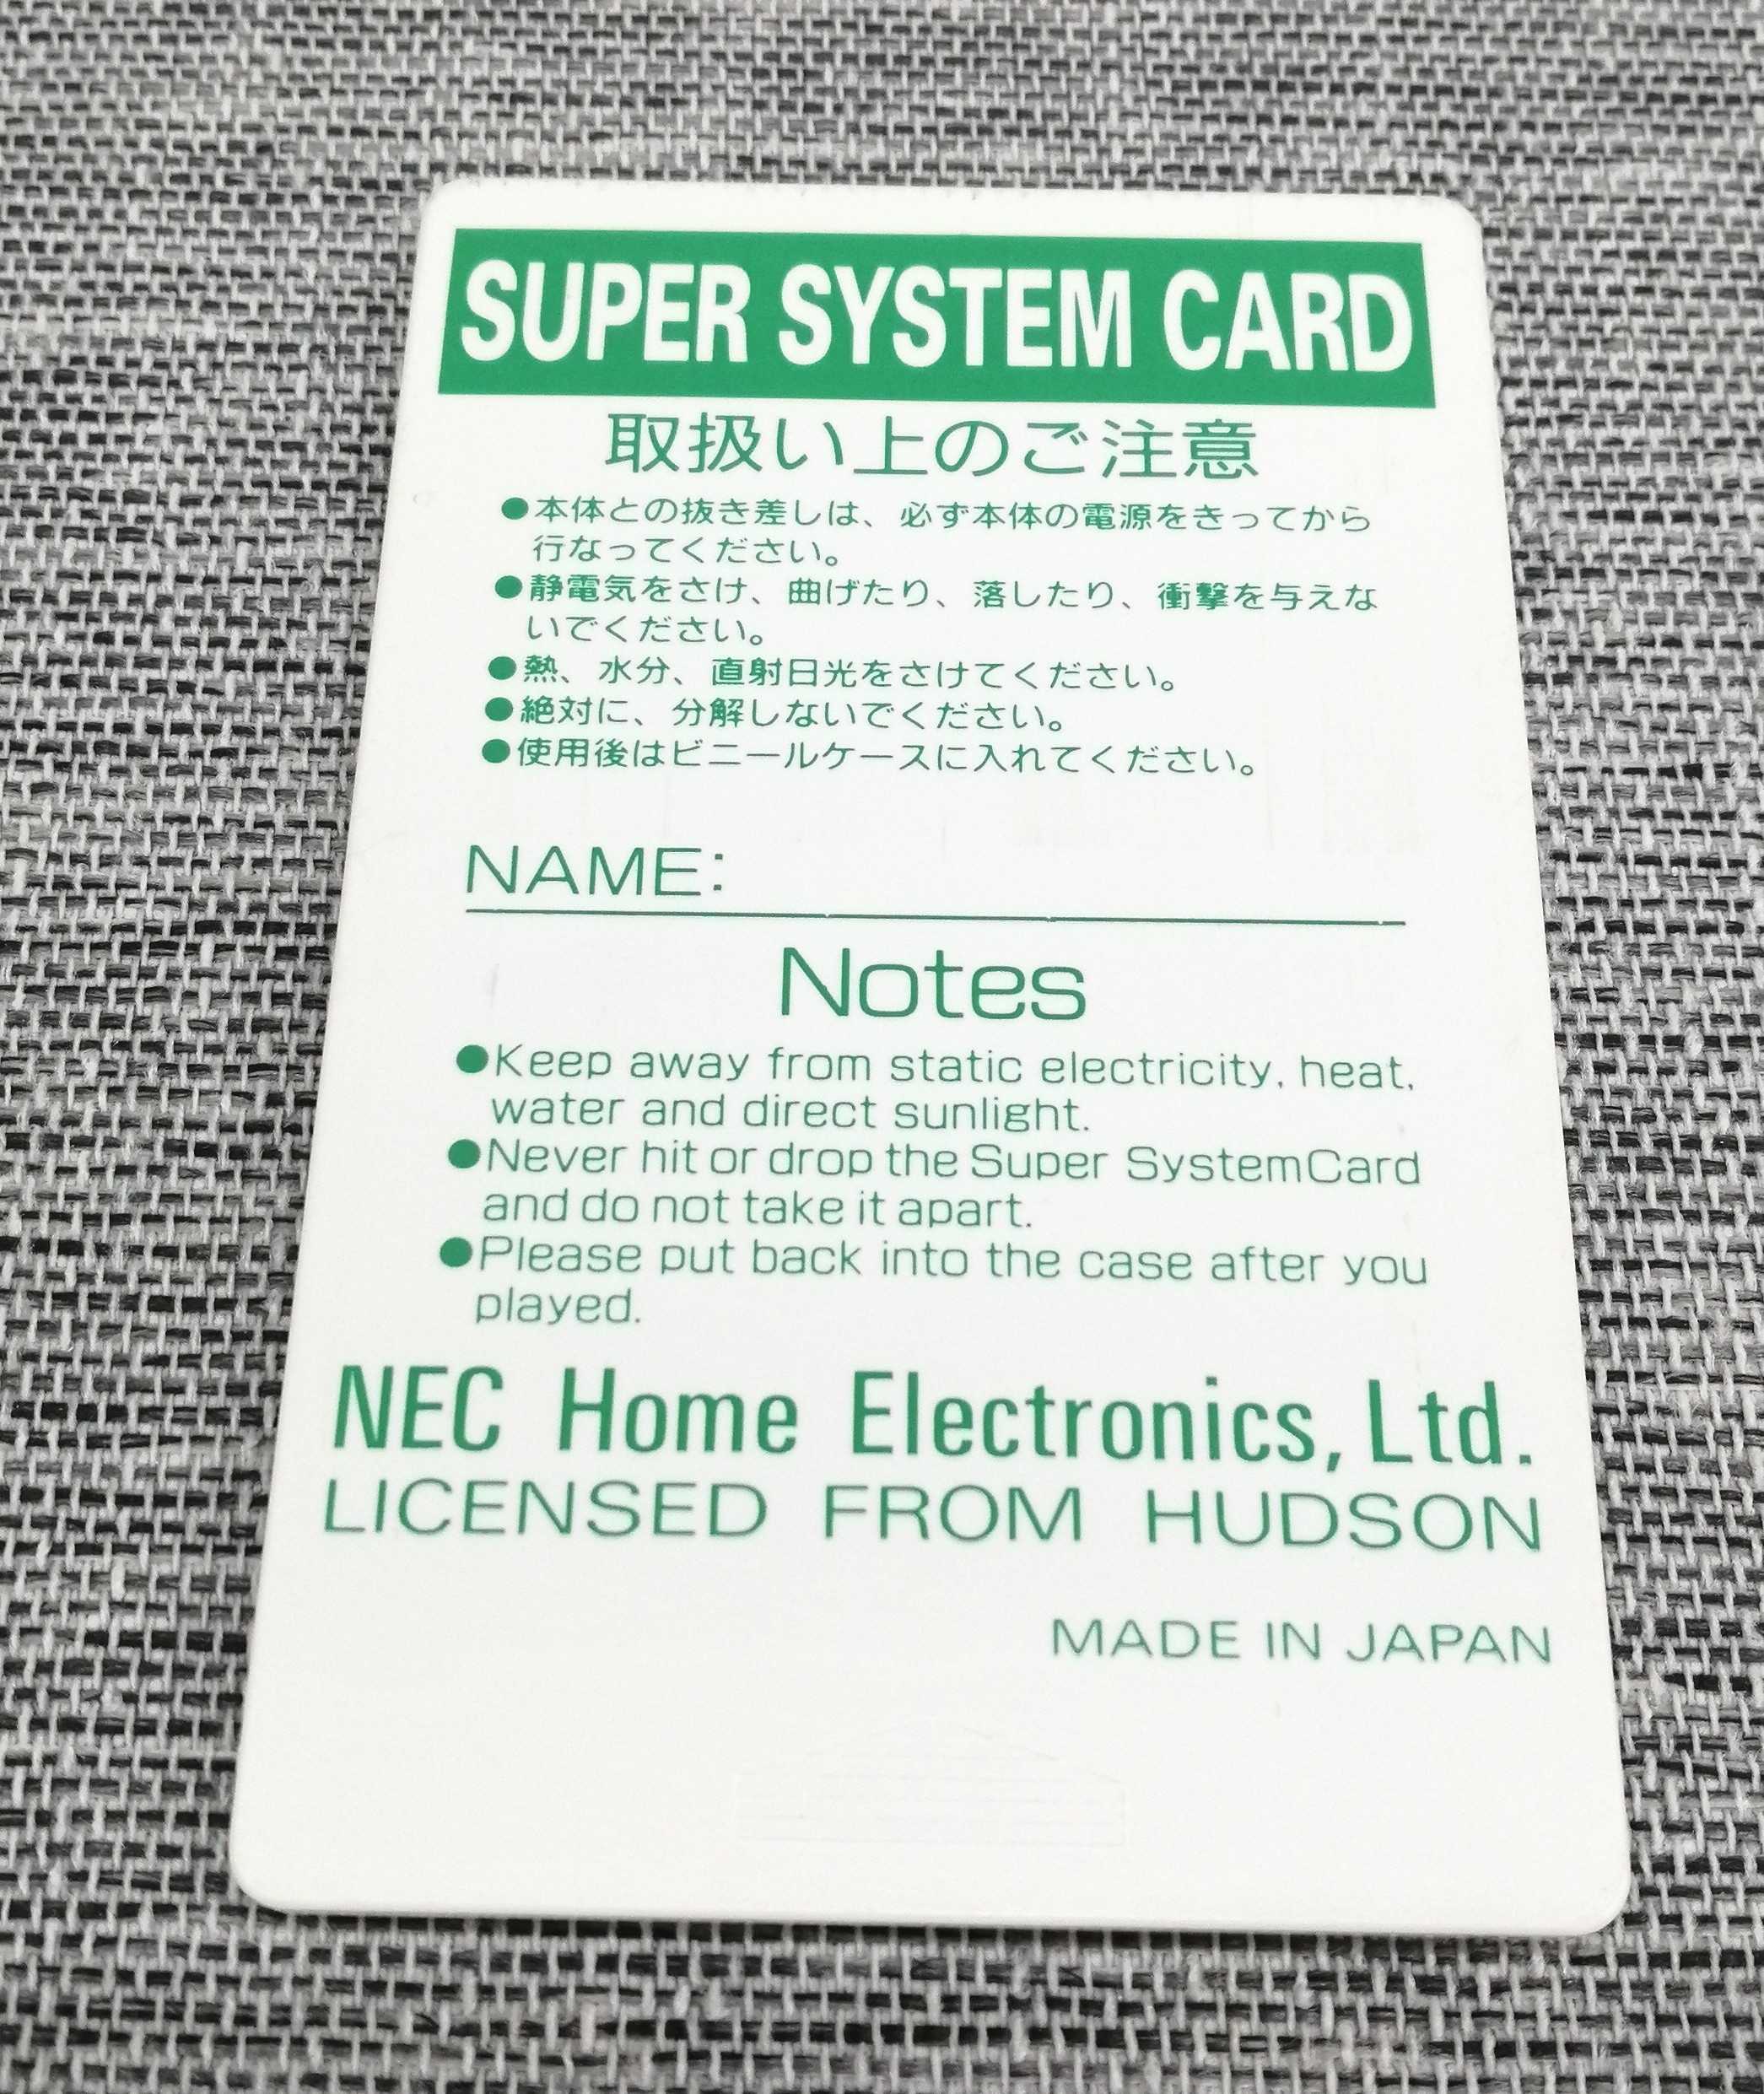 SUPER SYSTEM CARD
取扱い上のご注意
●本体との抜き差しは、必ず本体の電源をきってから
行なってください。
●静電気をさけ、曲げたり、落したり、衝撃を与えな
いでください。
●熱、水分、直射日光をさけてください。
●絶対に、分解しないでください。
●使用後はビニールケースに入れてください。
NAME:
Notes
●Keep away from static electricity, heat,
water and direct sunlight.
●Never hit or drop the Super SystemCard
and do not take it apart.
●Please put back into the case after you
played.
NEC Home Electronics, Ltd.
LICENSED FROM HUDSON
MADE IN JAPAN